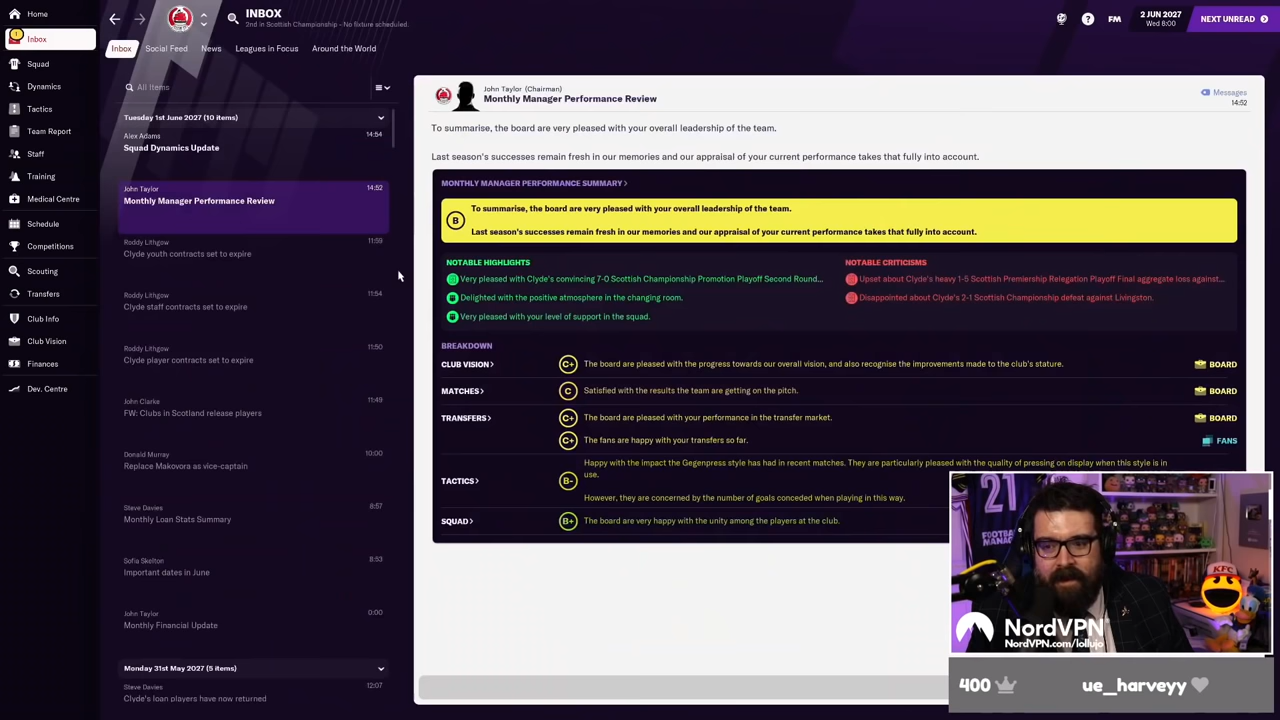 Home
INBOX
2nd in Scottish Championship - No fixture scheduled.
FM
2 JUN 2027
Wed 8:00
NEXT UNREAD
1
Inbox
Squad
Dynamics
Tactics
Team Report
Staff
Training
Medical Centre
Schedule
Competitions
Scouting
Transfers
Club Info
Club Vision
Finances
Dev. Centre
Inbox
Social Feed
News
Leagues in Focus
Around the World
All Items
Tuesday 1st June 2027 (10 items)
Alex Adams
14:54
Squad Dynamics Update
John Taylor
14:52
Monthly Manager Performance Review
Roddy Lithgow
11:59
Clyde youth contracts set to expire
Roddy Lithgow
11:54
Clyde staff contracts set to expire
Roddy Lithgow
11:50
Clyde player contracts set to expire
John Clarke
11:49
FW: Clubs in Scotland release players
Donald Murray
10:00
Replace Makovora as vice-captain
Steve Davies
8:57
Monthly Loan Stats Summary
Sofia Skelton
8:53
Important dates in June
John Taylor
0:00
Monthly Financial Update
Monday 31st May 2027 (5 items)
Steve Davies
12:07
Clyde's loan players have now returned
John Taylor (Chairman)
Monthly Manager Performance Review
Messages
14:52
To summarise, the board are very pleased with your overall leadership of the team.
Last season's successes remain fresh in our memories and our appraisal of your current performance takes that fully into account.
MONTHLY MANAGER PERFORMANCE SUMMARY >
B
To summarise, the board are very pleased with your overall leadership of the team.
Last season's successes remain fresh in our memories and our appraisal of your current performance takes that fully into account.
NOTABLE HIGHLIGHTS
Very pleased with Clyde's convincing 7-0 Scottish Championship Promotion Playoff Second Round...
Delighted with the positive atmosphere in the changing room.
Very pleased with your level of support in the squad.
NOTABLE CRITICISMS
Upset about Clyde's heavy 1-5 Scottish Premiership Relegation Playoff Final aggregate loss against...
Disappointed about Clyde's 2-1 Scottish Championship defeat against Livingston.
BREAKDOWN
CLUB VISION > C+ The board are pleased with the progress towards our overall vision, and also recognise the improvements made to the club's stature. BOARD
MATCHES > C Satisfied with the results the team are getting on the pitch.
TRANSFERS > C+ The board are pleased with your performance in the transfer market. BOARD
C+ The fans are happy with your transfers so far. FANS
TACTICS > B- Happy with the impact the Gegenpress style has had in recent matches. They are particularly pleased with the quality of pressing on display when this style is in
use.
However, they are concerned by the number of goals conceded when playing in this way.
SQUAD > B+ The board are very happy with the unity among the players at the club.
21
KFC
NordVPN
NordVPN.com/lollujo
400
ue_harveyy